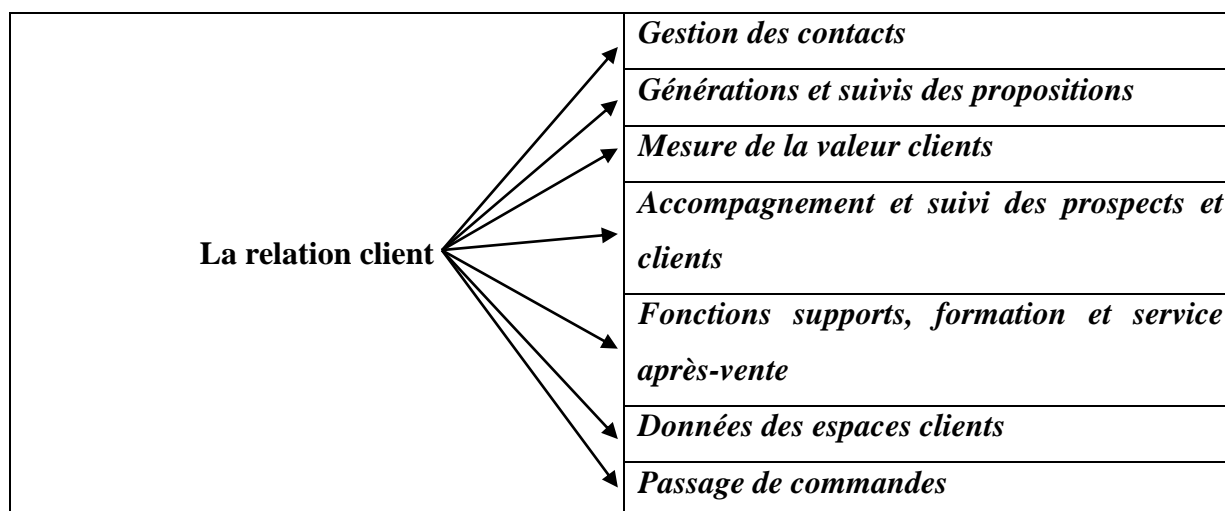 La relation client
Gestion des contacts
Générations et suivis des propositions
Mesure de la valeur clients
Accompagnement et suivi des prospects et
clients
Fonctions supports, formation et service
après-vente
Données des espaces clients
Passage de commandes